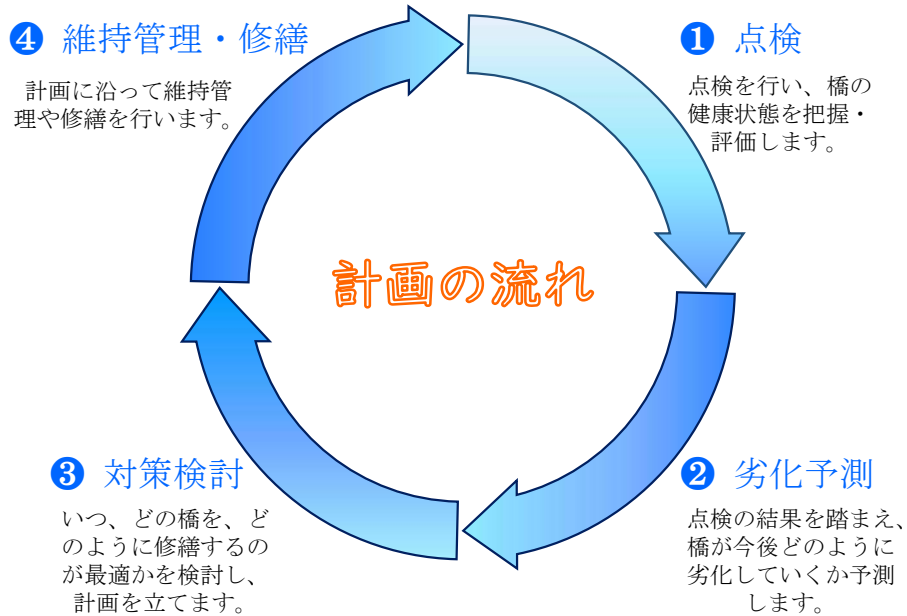 ❶ 点検
点検を行い、橋の
健康状態を把握・
評価します。
❷ 劣化予測
点検の結果を踏まえ、
橋が今後どのように
劣化していくか予測
します。
❸ 対策検討
いつ、どの橋を、ど
のように修繕するの
が最適かを検討し、
計画を立てます。
❹ 維持管理・修繕
計画に沿って維持管
理や修繕を行います。
計画の流れ